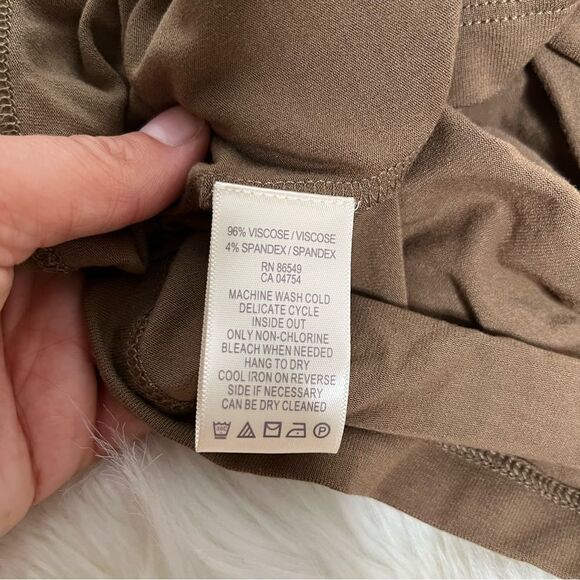 96% VISCOSE / VISCOSE
4% SPANDEX / SPANDEX
RN 86549
CA 04754
MACHINE WASH COLD
DELICATE CYCLE
INSIDE OUT
ONLY NON-CHLORINE
BLEACH WHEN NEEDED
HANG TO DRY
COOL IRON ON REVERSE
SIDE IF NECESSARY
CAN BE DRY CLEANED
P